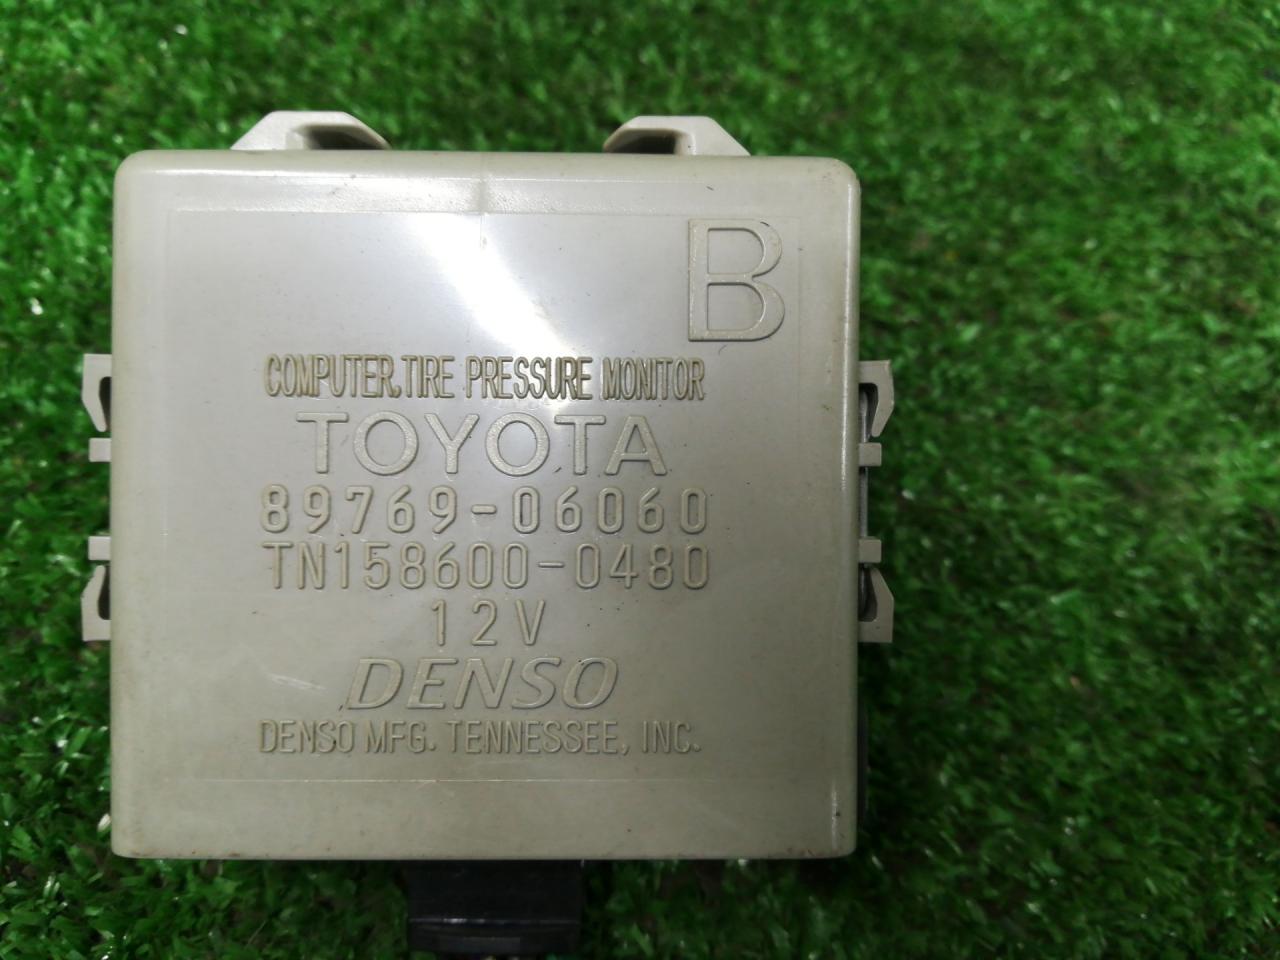 B
COMPUTER,TIRE PRESSURE MONITOR
TOYOTA
89769-06060
TN158600-0480
12V
DENSO
DENSO MFG. TENNESSEE, INC.